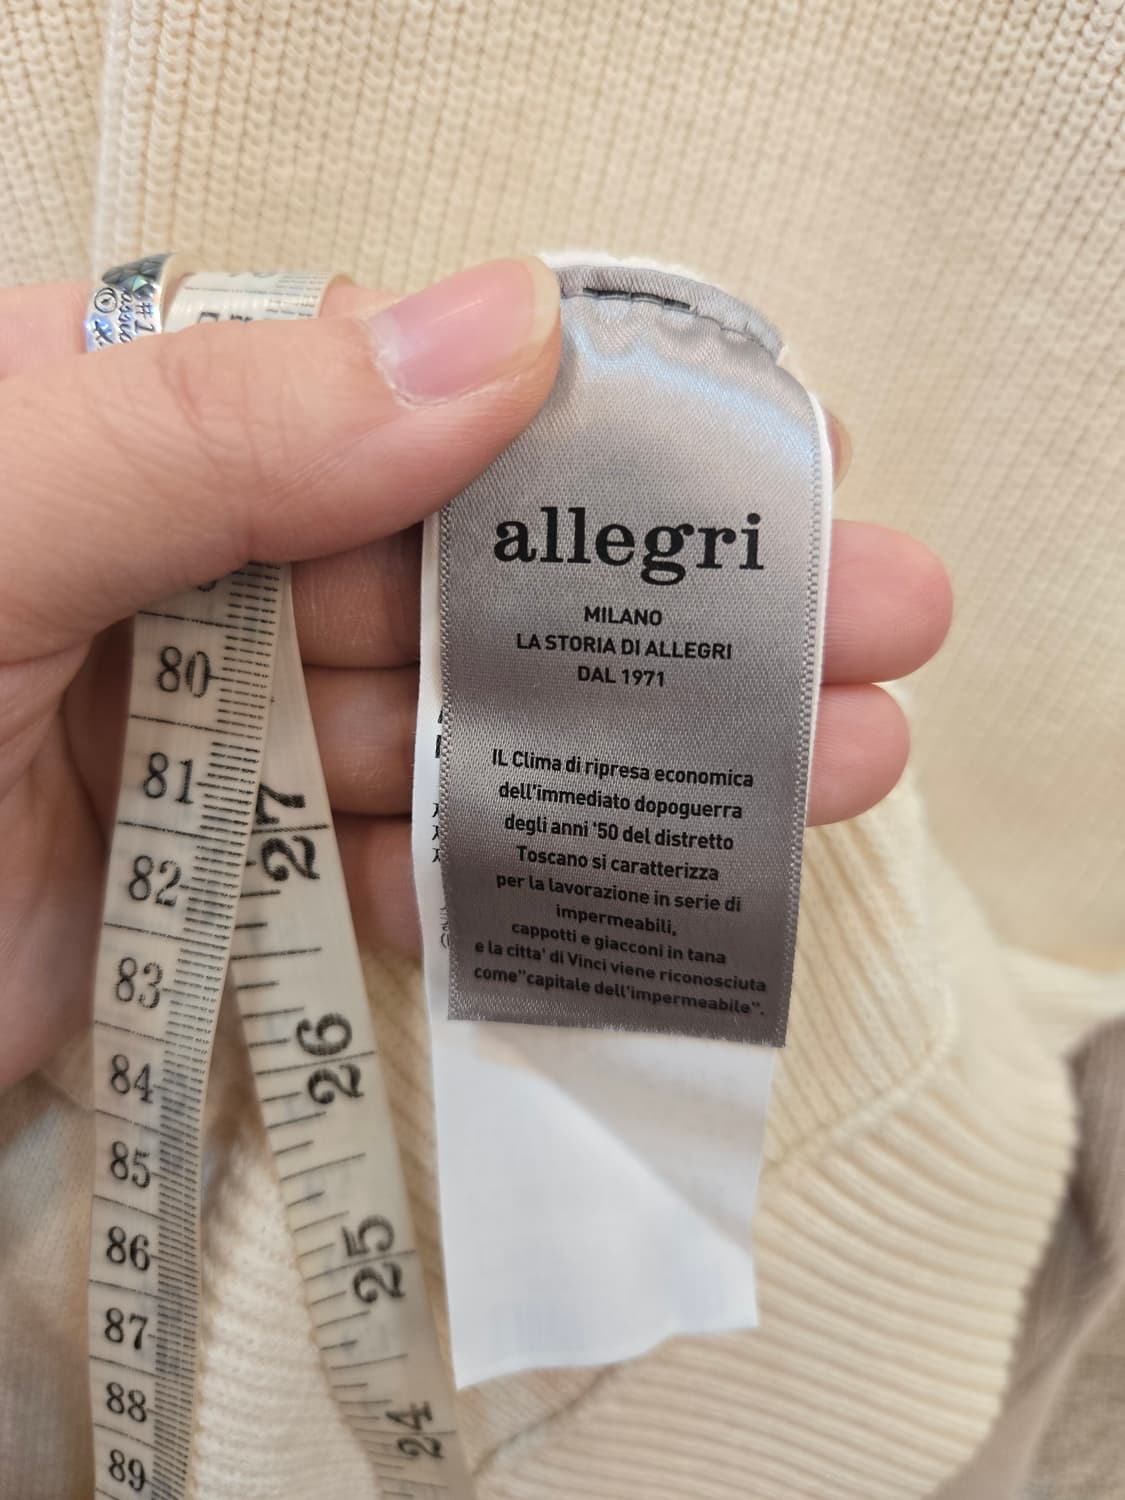 allegri
MILANO
LA STORIA DI ALLEGRI
DAL 1971
IL Clima di ripresa economica
dell'immediato dopoguerra
degli anni '50 del distretto
Toscano si caratterizza
per la lavorazione in serie di
impermeabili,
cappotti e giacconi in tana
e la citta' di Vinci viene riconosciuta
come"capitale dell'impermeabile".
80
81
82
83
84
85
86
87
88
89
27
26
25
24